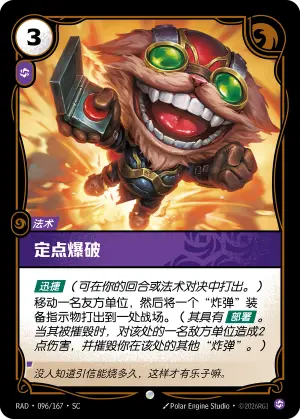 3
法术
定点爆破
迅捷 (可在你的回合或法术对决中打出。)
移动一名友方单位，然后将一个“炸弹”装
备指示物打出到一处战场。(其具有 部署 。
当其被摧毁时，对该处的一名敌方单位造成2
点伤害，并摧毁你在该处的其他“炸弹”。)
没人知道引信能烧多久，这样才有乐子嘛。
RAD • 096/167 • SC
Polar Engine Studio • ©2026RGI